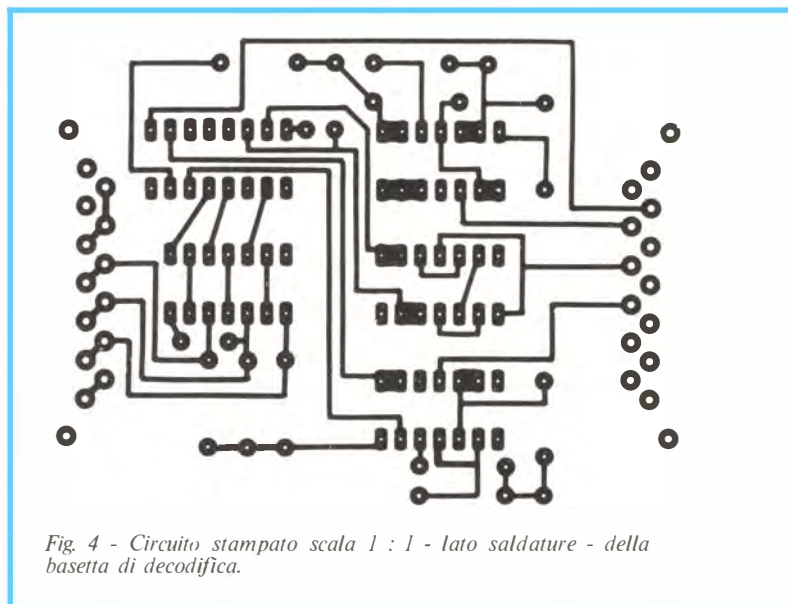 Fig. 4 - Circuito stampato scala 1 : 1 - lato saldature - della
basetta di decodifica.